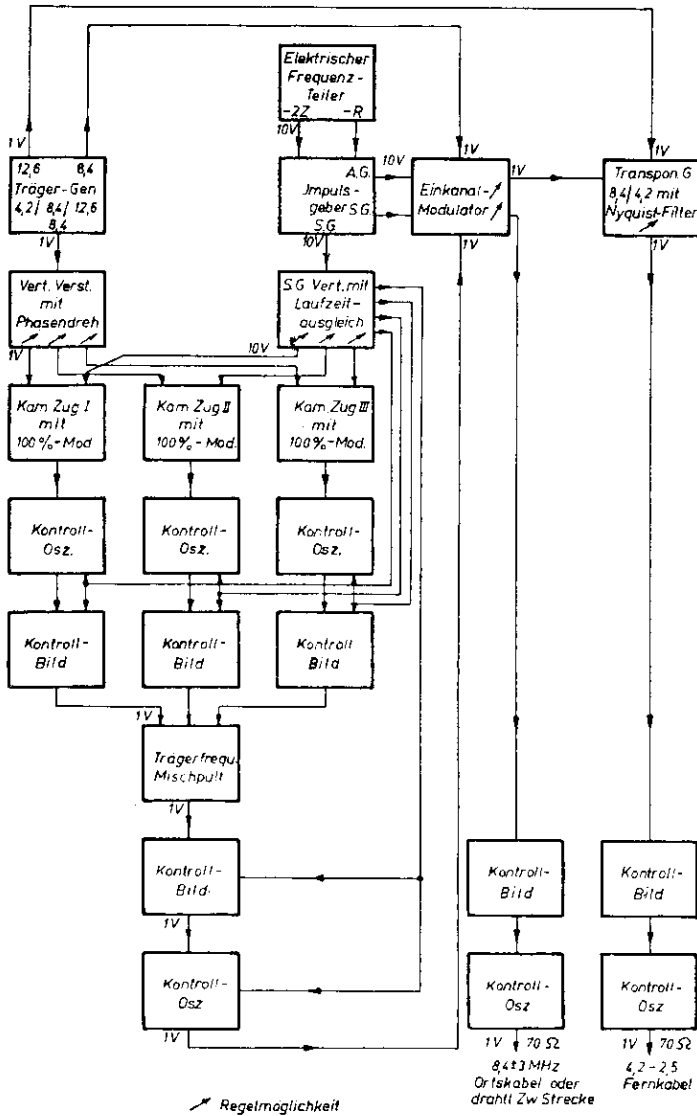 Elektrischer
Frequenz-
Teiler
-2Z -R
10V
1V
12,6 8,4
Träger-Gen
4,2/ 8,4/ 12,6
8,4
1V
A.G.
Jmpuls-
geber S.G.
S.G.
10V
10V
1V
Einkanal-
Modulator
1V
1V
1V
Transpon.G
8,4/4,2 mit
Nyquist-Filter
1V
Vert. Verst.
mit
Phasendreh
1V
S.G. Vert. mit
Laufzeit-
ausgleich
10V
Kam. Zug I
mit
100%-Mod
Kam. Zug II
mit
100%-Mod.
Kam. Zug III
mit
100%-Mod.
Kontroll-
Osz.
Kontroll-
Osz.
Kontroll-
Osz.
Kontroll-
Bild
Kontroll-
Bild
Kontroll
Bild
1V
Trägerfrequ.
Mischpult
1V
Kontroll-
Bild.
1V
Kontroll-
Osz
1V
Kontroll-
Bild
Kontroll-
Bild
Kontroll-
Osz
Kontroll-
Osz
1V 70Ω
8,4±3 MHz
Ortskabel oder
drahtl Zw Strecke
1V 70Ω
4,2-2,5
Fernkabel
Regelmöglichkeit